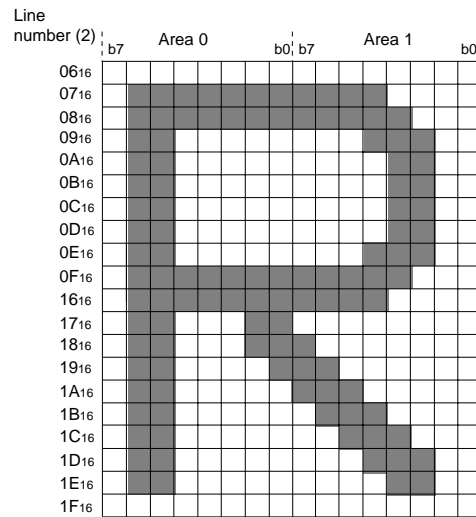 Line
number (2)
b7 Area 0 b0 b7 Area 1 b0
0616
0716
0816
0916
0A16
0B16
0C16
0D16
0E16
0F16
1616
1716
1816
1916
1A16
1B16
1C16
1D16
1E16
1F16